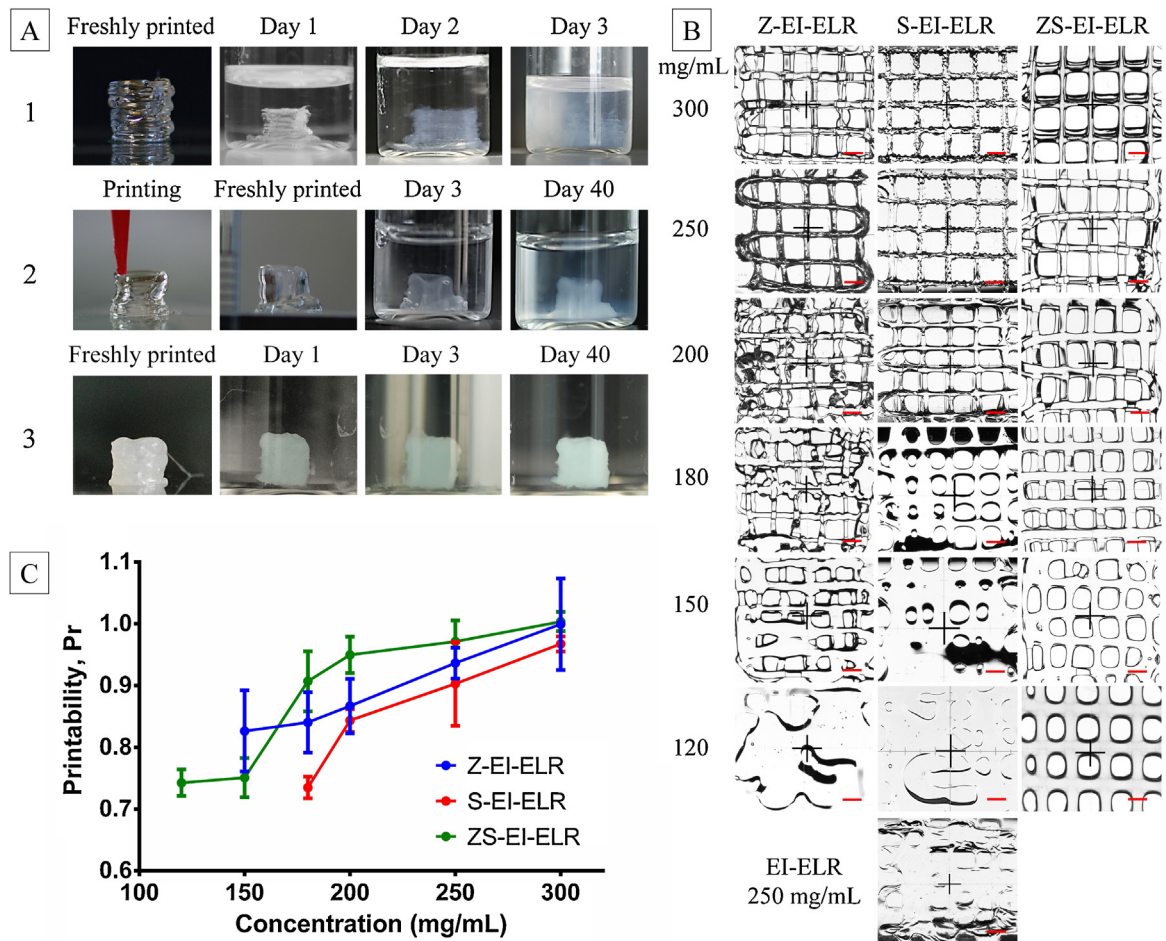 A
Freshly printed Day 1 Day 2 Day 3
1
Printing Freshly printed Day 3 Day 40
2
Freshly printed Day 1 Day 3 Day 40
3
B
Z-EI-ELR S-EI-ELR ZS-EI-ELR
mg/mL
300
250
200
180
150
120
EI-ELR
250 mg/mL
C
Printability, Pr
1.1
1.0
0.9
0.8
0.7
0.6
Z-EI-ELR
S-EI-ELR
ZS-EI-ELR
100 150 200 250 300
Concentration (mg/mL)